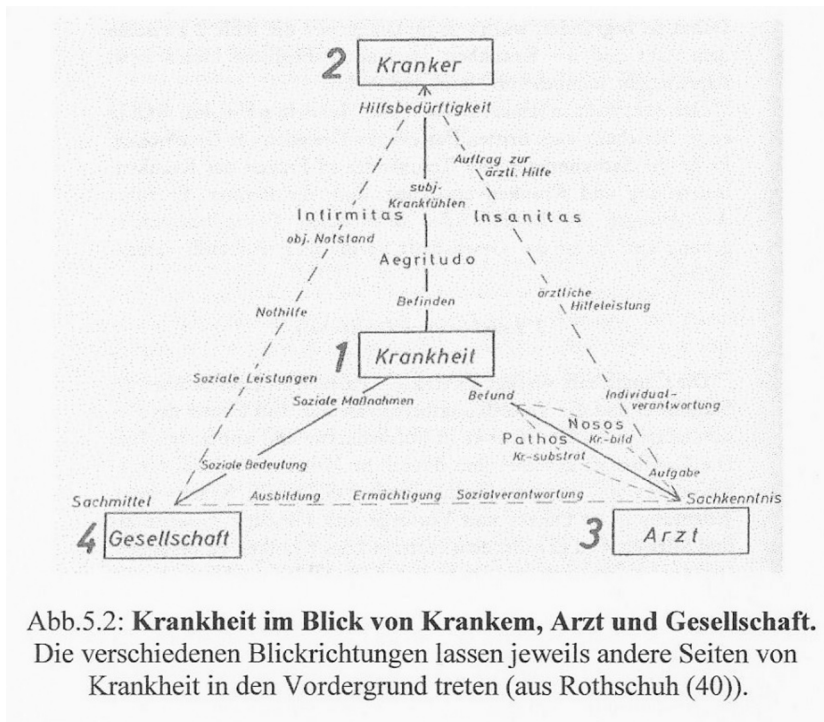 2 Kranker
Hilfsbedürftigkeit
Auftrag zur
ärztl. Hilfe
subj.
Krankfühlen
Infirmitas
Insanitas
obj. Notstand
Aegritudo
ärztliche
Hilfeleistung
Befinden
Nothilfe
1 Krankheit
Soziale Leistungen
Soziale Maßnahmen
Befund
Individual-
verantwortung
Nosos
Pathos
Kr.-bild
Kr.-substrat
Soziale Bedeutung
Aufgabe
Sachmittel
Ausbildung
Ermächtigung
Sozialverantwortung
Sachkenntnis
4 Gesellschaft
3 Arzt
Abb.5.2: Krankheit im Blick von Krankem, Arzt und Gesellschaft.
Die verschiedenen Blickrichtungen lassen jeweils andere Seiten von
Krankheit in den Vordergrund treten (aus Rothschuh (40)).